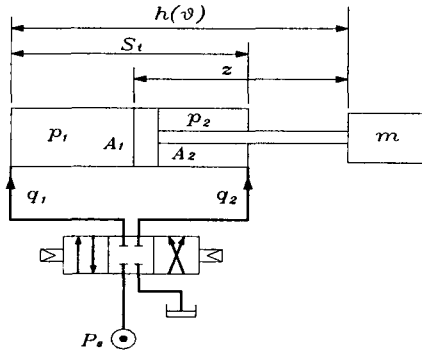 h(ϑ)
S_t
z
p_1
A_1
p_2
A_2
m
q_1
q_2
P_s